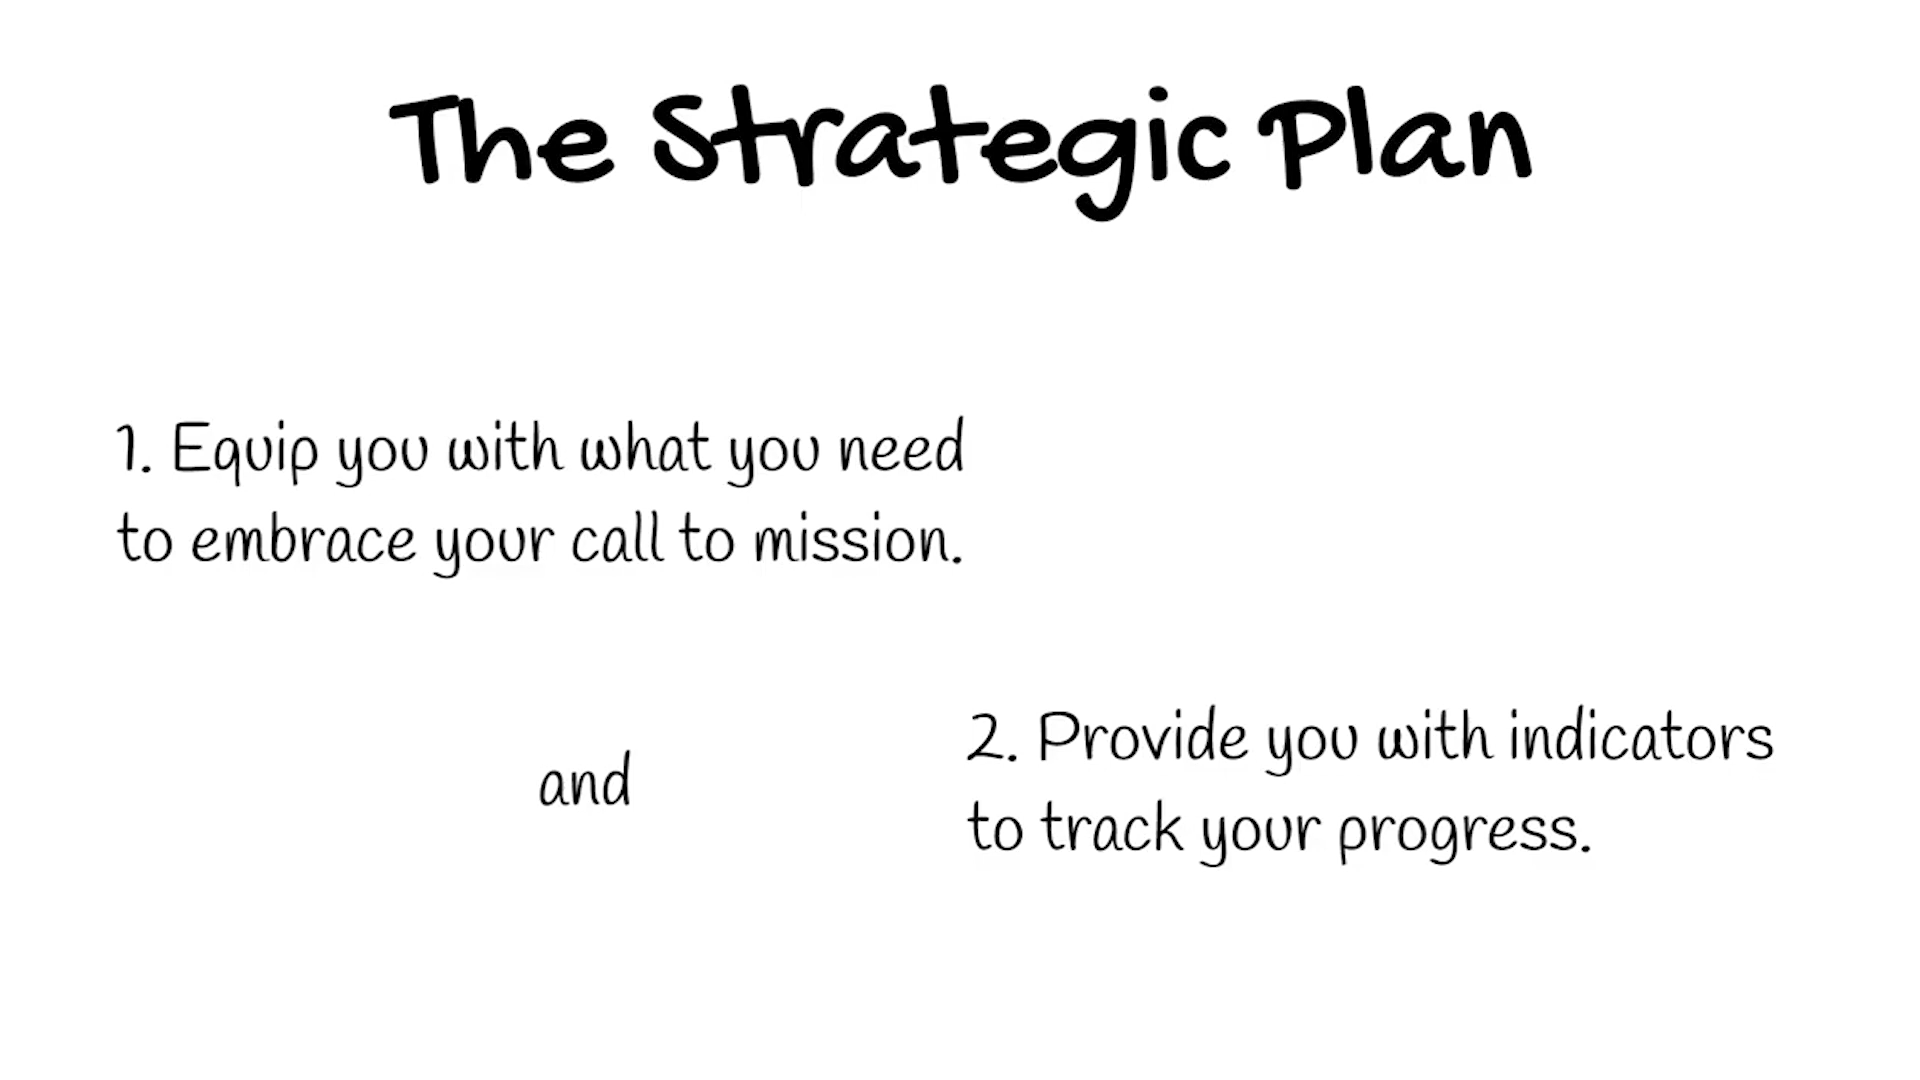 The Strategic Plan
1. Equip you with what you need
to embrace your call to mission.
and
2. Provide you with indicators
to track your progress.